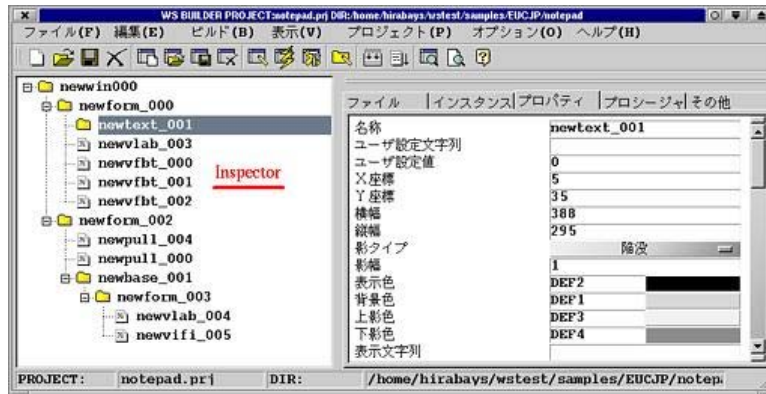 WS BUILDER PROJECT:notepad.prj DIR:/home/hirabays/wstest/samples/EUCJP/notepad
ファイル(F) 編集(E) ビルド(B) 表示(V) プロジェクト(P) オプション(O) ヘルプ(H)
newwin000
newform_000
newtext_001
newvlab_003
newvfbt_000
newvfbt_001
newvfbt_002
newform_002
newpull_004
newpull_000
newbase_001
newform_003
newvlab_004
newvifi_005
Inspector
ファイル インスタンス プロパティ プロシージャ その他
名称 newtext_001
ユーザ設定文字列
ユーザ設定値 0
X座標 5
Y座標 35
横幅 388
縦幅 295
影タイプ 陥没
影幅 1
表示色 DEF2
背景色 DEF1
上影色 DEF3
下影色 DEF4
表示文字列
PROJECT: notepad.prj DIR: /home/hirabays/wstest/samples/EUCJP/notep